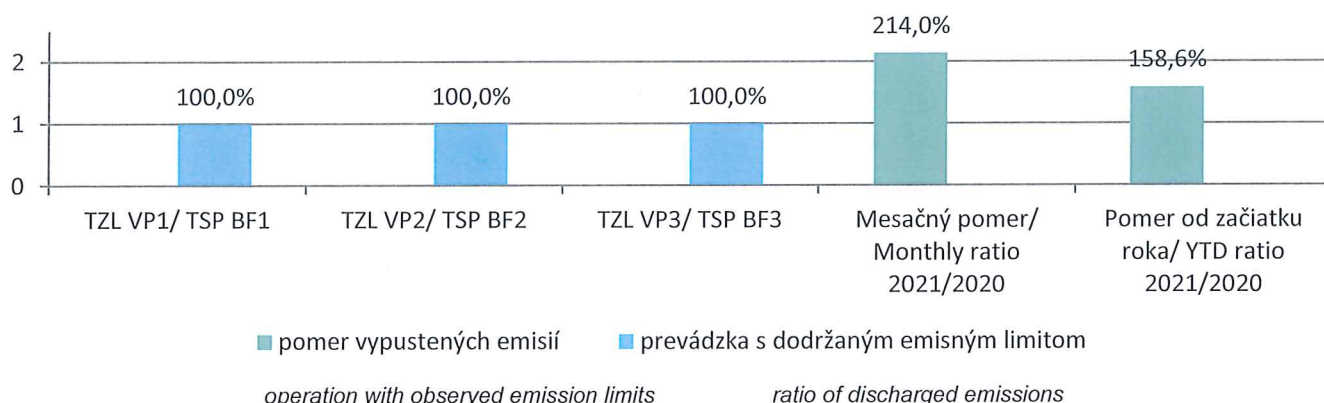 214,0%
158,6%
2
100,0% 100,0% 100,0%
1
0
TZL VP1/ TSP BF1 TZL VP2/ TSP BF2 TZL VP3/ TSP BF3 Mesačný pomer/ Monthly ratio 2021/2020 Pomer od začiatku roka/ YTD ratio 2021/2020
pomer vypustených emisií prevádzka s dodržaným emisným limitom
operation with observed emission limits ratio of discharged emissions